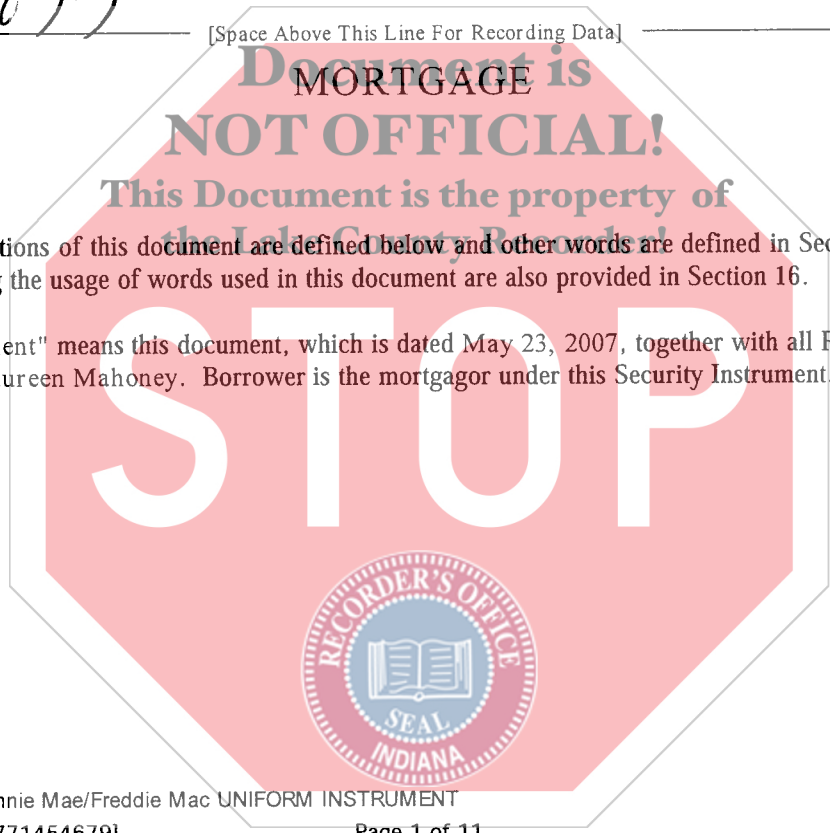 [Space Above This Line For Recording Data]
Document is
MORTGAGE
NOT OFFICIAL!
This Document is the property of
the Lake County Recorder!
tions of this document are defined below and other words are defined in Sec
the usage of words used in this document are also provided in Section 16.
ent" means this document, which is dated May 23, 2007, together with all
ureen Mahoney. Borrower is the mortgagor under this Security Instrument.
STOP
RECORDER'S OFFICE
SEAL
INDIANA
nnie Mae/Freddie Mac UNIFORM INSTRUMENT
771454679]
Page 1 of 11